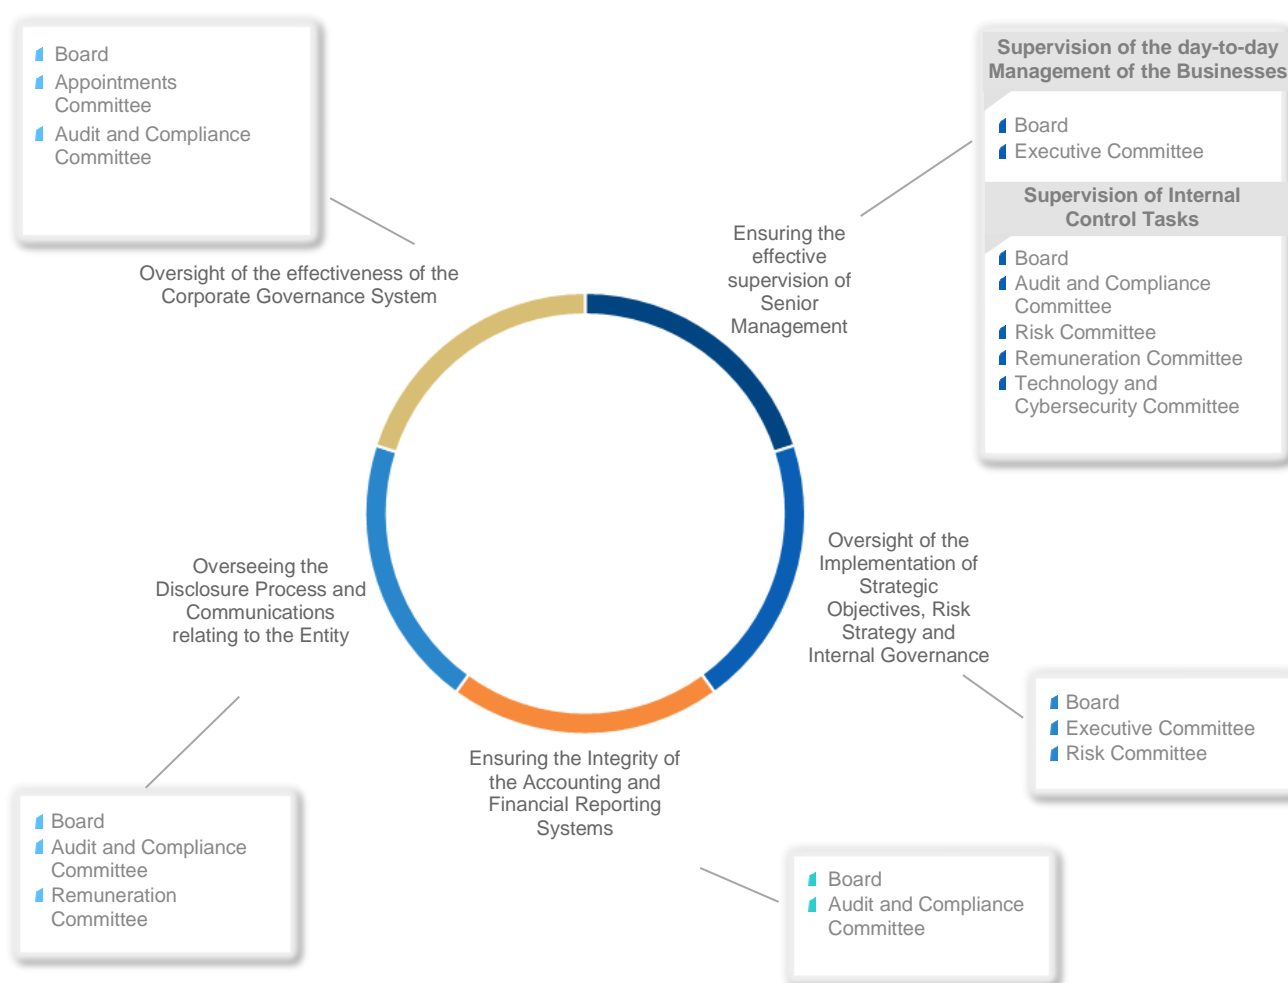 Board
Appointments
Committee
Audit and Compliance
Committee
Oversight of the effectiveness of the
Corporate Governance System
Supervision of the day-to-day
Management of the Businesses
Board
Executive Committee
Supervision of Internal
Control Tasks
Board
Audit and Compliance
Committee
Risk Committee
Remuneration Committee
Technology and
Cybersecurity Committee
Ensuring the
effective
supervision of
Senior
Management
Overseeing the
Disclosure Process and
Communications
relating to the Entity
Oversight of the
Implementation of
Strategic
Objectives, Risk
Strategy and
Internal Governance
Board
Executive Committee
Risk Committee
Ensuring the Integrity of
the Accounting and
Financial Reporting
Systems
Board
Audit and Compliance
Committee
Remuneration
Committee
Board
Audit and Compliance
Committee